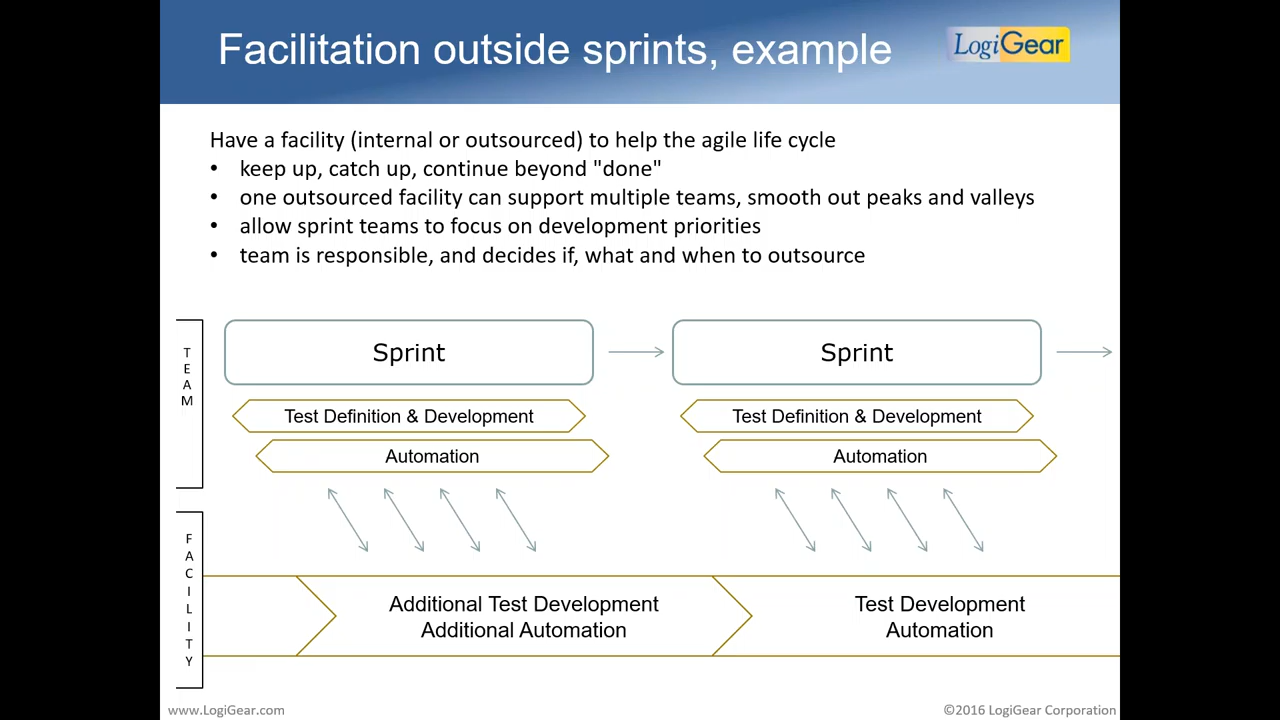 Facilitation outside sprints, example
LogiGear
Have a facility (internal or outsourced) to help the agile life cycle
• keep up, catch up, continue beyond "done"
• one outsourced facility can support multiple teams, smooth out peaks and valleys
• allow sprint teams to focus on development priorities
• team is responsible, and decides if, what and when to outsource
TEAM
Sprint
Sprint
Test Definition & Development
Test Definition & Development
Automation
Automation
FACILITY
Additional Test Development
Additional Automation
Test Development
Automation
www.LogiGear.com
©2016 LogiGear Corporation